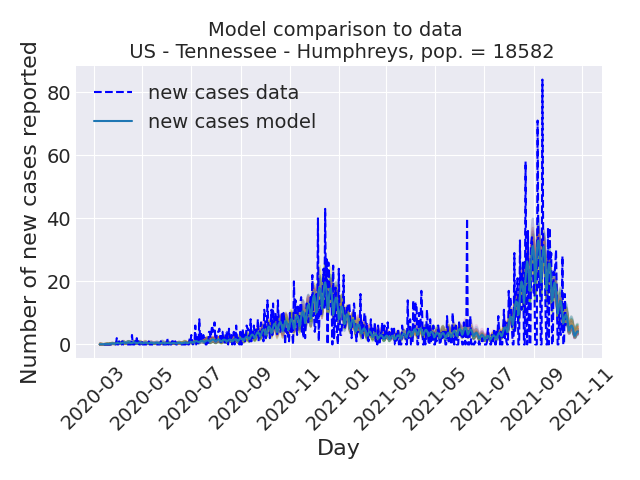 Model comparison to data
US - Tennessee - Humphreys, pop. = 18582
Number of new cases reported
80
60
40
20
0
new cases data
new cases model
2020-03
2020-05
2020-07
2020-09
2020-11
2021-01
2021-03
2021-05
2021-07
2021-09
2021-11
Day